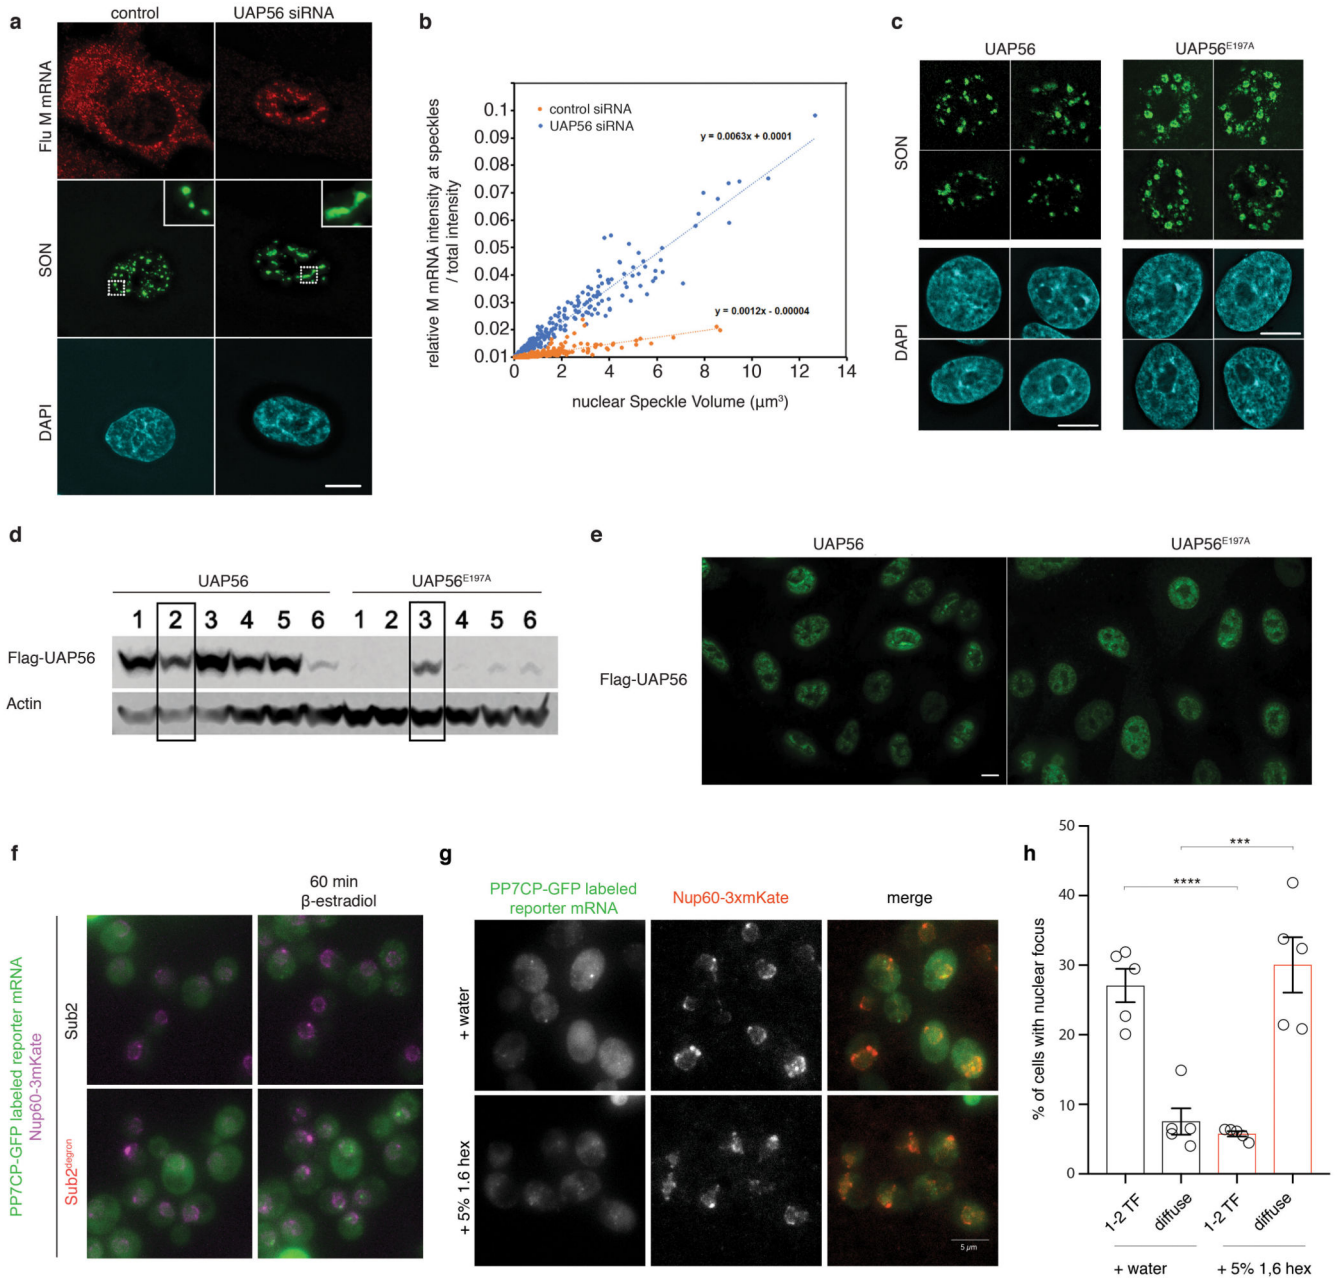 a
control
UAP56 siRNA
Flu M mRNA
SON
DAPI
b
relative M mRNA intensity at speckles
/ total intensity
0.1
0.09
0.08
0.07
0.06
0.05
0.04
0.03
0.02
0.01
control siRNA
UAP56 siRNA
y = 0.0063x + 0.0001
y = 0.0012x - 0.00004
0 2 4 6 8 10 12 14
nuclear Speckle Volume (µm³)
c
UAP56
UAP56E197A
SON
DAPI
d
UAP56
UAP56E197A
1 2 3 4 5 6 1 2 3 4 5 6
Flag-UAP56
Actin
e
UAP56
UAP56E197A
Flag-UAP56
f
60 min
β-estradiol
PP7CP-GFP labeled reporter mRNA
Nup60-3mKate
Sub2
Sub2degron
g
PP7CP-GFP labeled
reporter mRNA
Nup60-3xmKate
merge
+ water
+ 5% 1.6 hex
5 µm
h
% of cells with nuclear focus
50
40
30
20
10
0
***
****
1-2 TF
diffuse
1-2 TF
diffuse
+ water
+ 5% 1,6 hex